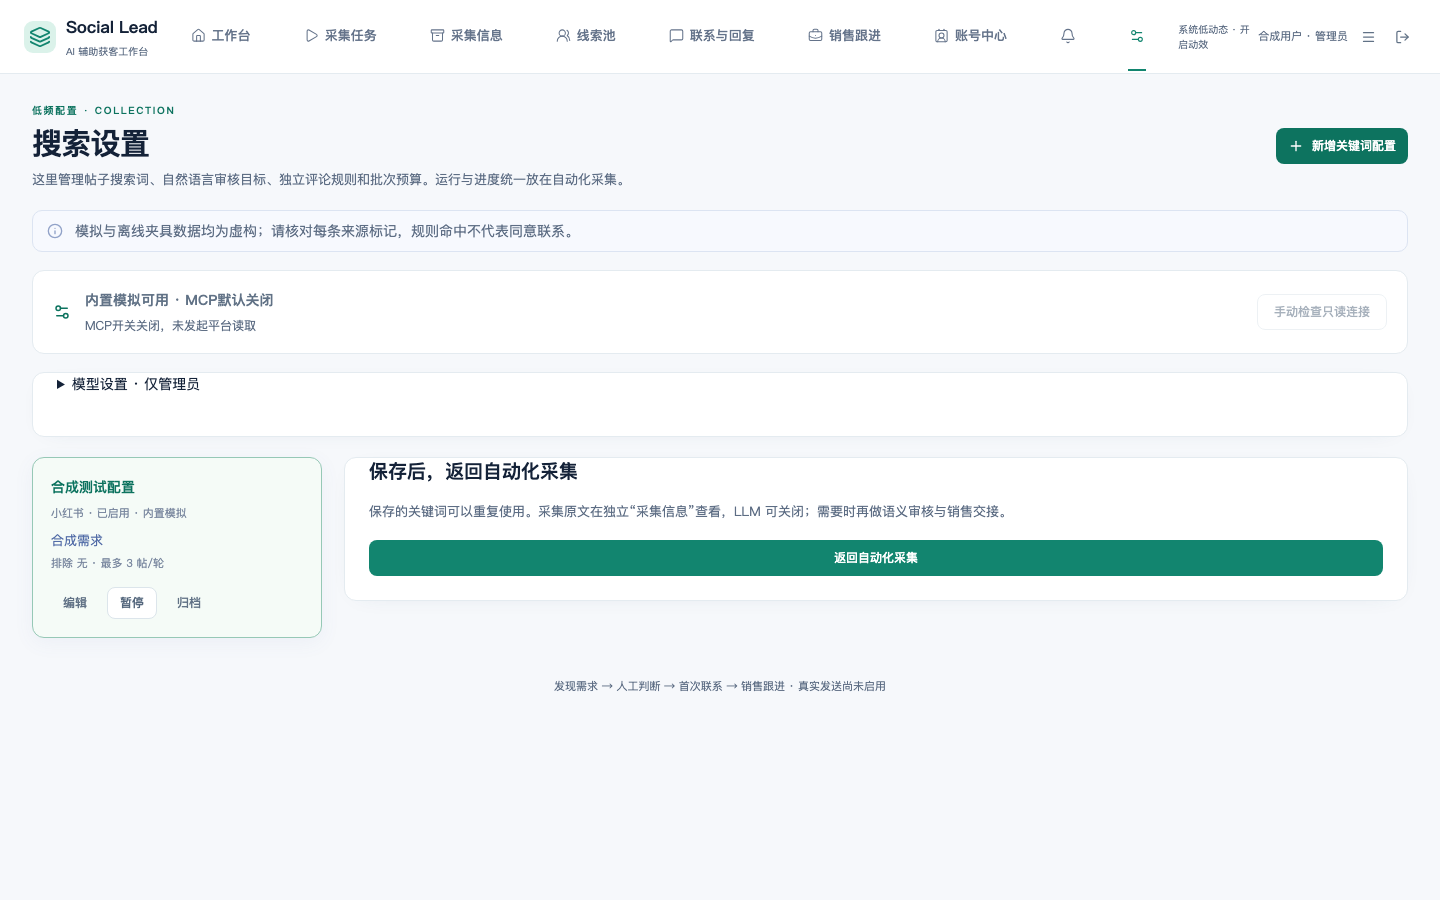 Social Lead
AI 辅助获客工作台
工作台
采集任务
采集信息
线索池
联系与回复
销售跟进
账号中心
系统低动态 · 开
启动效
合成用户 · 管理员
低频配置 · COLLECTION
搜索设置
新增关键词配置
这里管理帖子搜索词、自然语言审核目标、独立评论规则和批次预算。运行与进度统一放在自动化采集。
模拟与离线夹具数据均为虚构；请核对每条来源标记，规则命中不代表同意联系。
内置模拟可用 · MCP默认关闭
MCP开关关闭，未发起平台读取
手动检查只读连接
模型设置 · 仅管理员
合成测试配置
小红书 · 已启用 · 内置模拟
合成需求
排除 无 · 最多 3 帖/轮
编辑
暂停
归档
保存后，返回自动化采集
保存的关键词可以重复使用。采集原文在独立“采集信息”查看，LLM 可关闭；需要时再做语义审核与销售交接。
返回自动化采集
发现需求 → 人工判断 → 首次联系 → 销售跟进 · 真实发送尚未启用